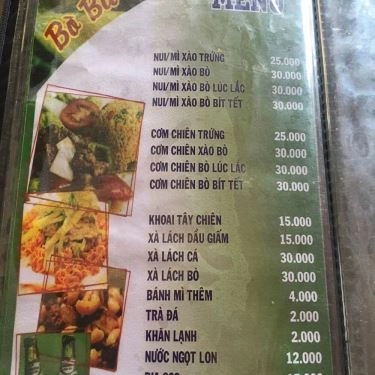 MENU
NUI/MÌ XÀO TRỨNG 25.000
NUI/MÌ XÀO BÒ 30.000
NUI/MÌ XÀO BÒ LÚC LẮC 30.000
NUI/MÌ XÀO BÒ BÍT TẾT 30.000
CƠM CHIÊN TRỨNG 25.000
CƠM CHIÊN XÀO BÒ 30.000
CƠM CHIÊN BÒ LÚC LẮC 30.000
CƠM CHIÊN BÒ BÍT TẾT 30.000
KHOAI TÂY CHIÊN 15.000
XÀ LÁCH DẦU GIẤM 15.000
XÀ LÁCH CÁ 30.000
XÀ LÁCH BÒ 30.000
BÁNH MÌ THÊM 4.000
TRÀ ĐÁ 2.000
KHĂN LẠNH 2.000
NƯỚC NGỌT LON 12.000